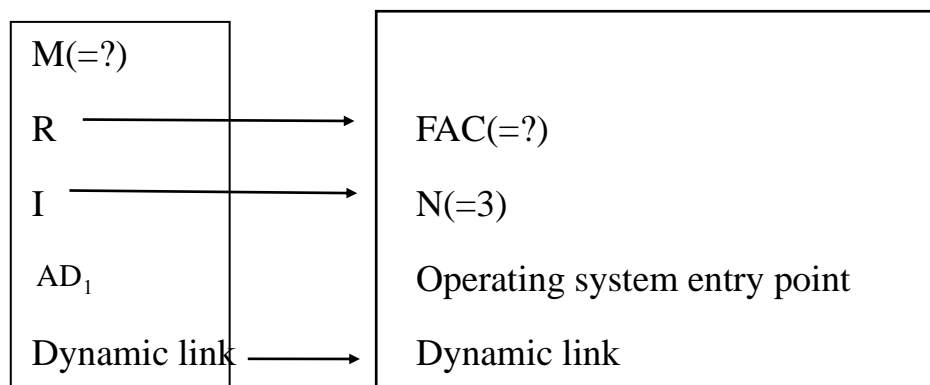 M(=?)
R
I
AD₁
Dynamic link
FAC(=?)
N(=3)
Operating system entry point
Dynamic link